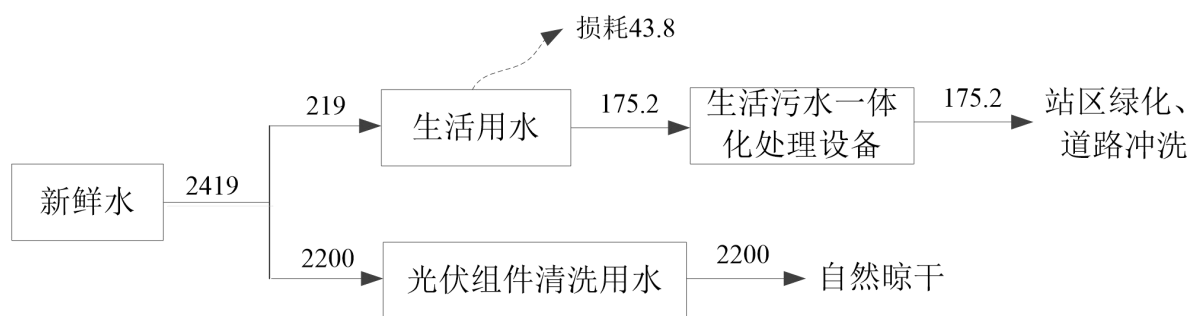 损耗43.8
219
生活用水
175.2
生活污水一体
化处理设备
175.2
站区绿化、
道路冲洗
新鲜水
2419
2200
光伏组件清洗用水
2200
自然晾干